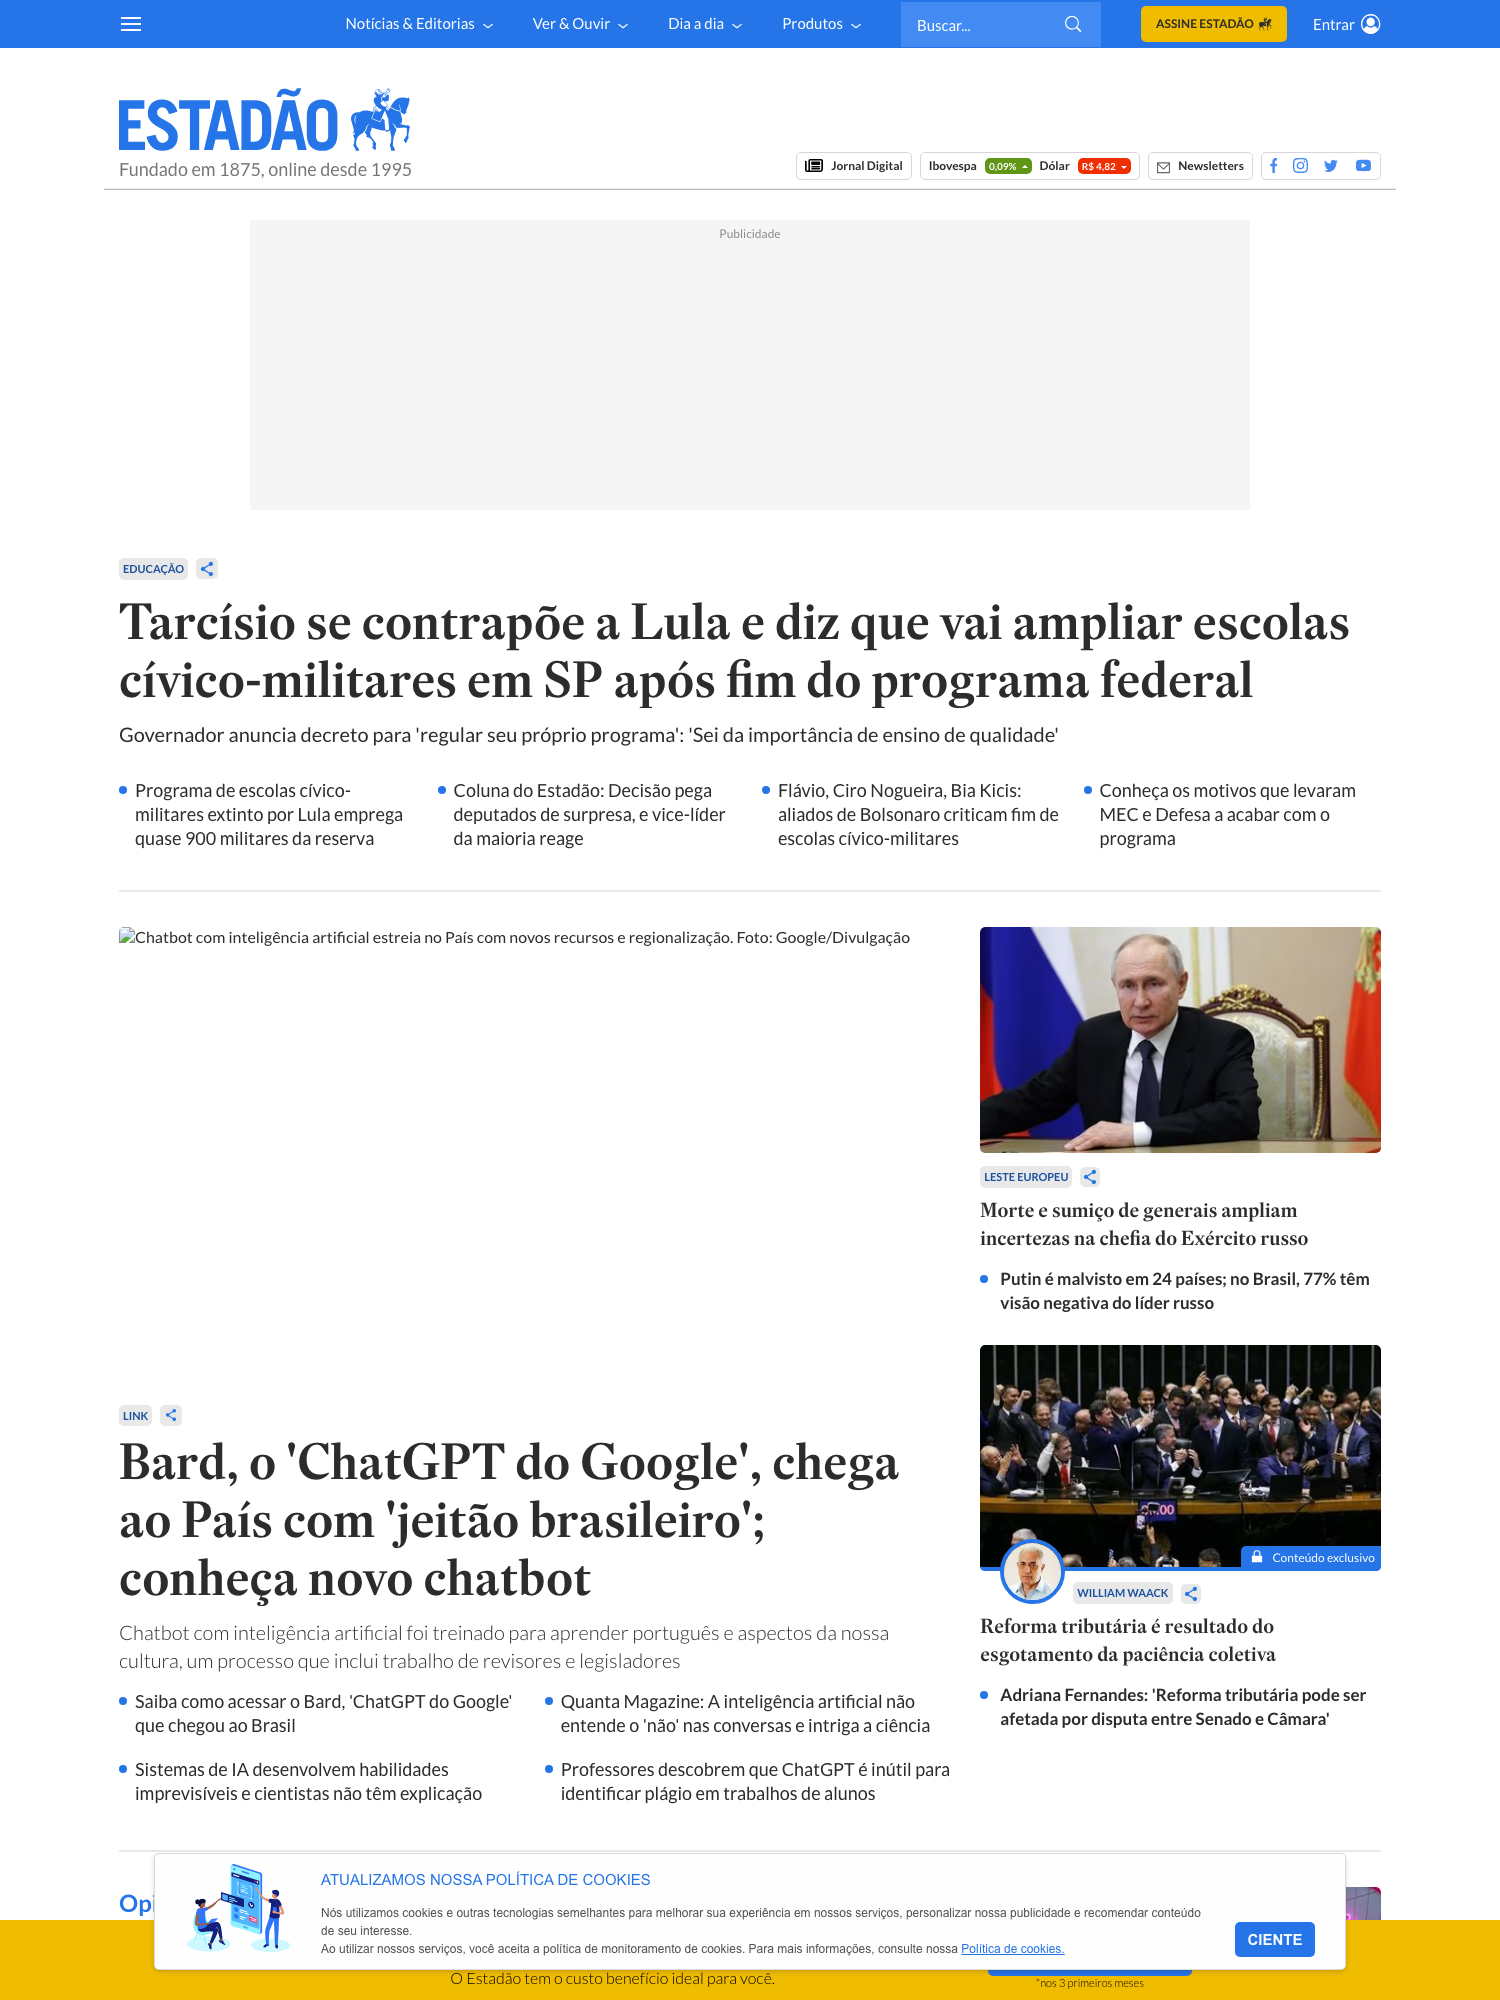 Notícias & Editorias
Ver & Ouvir
Dia a dia
Produtos
Buscar...
ASSINE ESTADÃO
Entrar
ESTADÃO
Fundado em 1875, online desde 1995
Jornal Digital
Ibovespa 0,09% Dólar R$ 4,82
Newsletters
Publicidade
EDUCAÇÃO
Tarcísio se contrapõe a Lula e diz que vai ampliar escolas
cívico-militares em SP após fim do programa federal
Governador anuncia decreto para 'regular seu próprio programa': 'Sei da importância de ensino de qualidade'
Programa de escolas cívico-
militares extinto por Lula emprega
quase 900 militares da reserva
Coluna do Estadão: Decisão pega
deputados de surpresa, e vice-líder
da maioria reage
Flávio, Ciro Nogueira, Bia Kicis:
aliados de Bolsonaro criticam fim de
escolas cívico-militares
Conheça os motivos que levaram
MEC e Defesa a acabar com o
programa
Chatbot com inteligência artificial estreia no País com novos recursos e regionalização. Foto: Google/Divulgação
LINK
Bard, o 'ChatGPT do Google', chega
ao País com 'jeitão brasileiro';
conheça novo chatbot
Chatbot com inteligência artificial foi treinado para aprender português e aspectos da nossa
cultura, um processo que inclui trabalho de revisores e legisladores
Saiba como acessar o Bard, 'ChatGPT do Google'
que chegou ao Brasil
Quanta Magazine: A inteligência artificial não
entende o 'não' nas conversas e intriga a ciência
Sistemas de IA desenvolvem habilidades
imprevisíveis e cientistas não têm explicação
Professores descobrem que ChatGPT é inútil para
identificar plágio em trabalhos de alunos
LESTE EUROPEU
Morte e sumiço de generais ampliam
incertezas na chefia do Exército russo
Putin é malvisto em 24 países; no Brasil, 77% têm
visão negativa do líder russo
Conteúdo exclusivo
WILLIAM WAACK
Reforma tributária é resultado do
esgotamento da paciência coletiva
Adriana Fernandes: 'Reforma tributária pode ser
afetada por disputa entre Senado e Câmara'
ATUALIZAMOS NOSSA POLÍTICA DE COOKIES
Nós utilizamos cookies e outras tecnologias semelhantes para melhorar sua experiência em nossos serviços, personalizar nossa publicidade e recomendar conteúdo
de seu interesse.
Ao utilizar nossos serviços, você aceita a política de monitoramento de cookies. Para mais informações, consulte nossa Política de cookies.
CIENTE
O Estadão tem o custo benefício ideal para você.
*nos 3 primeiros meses